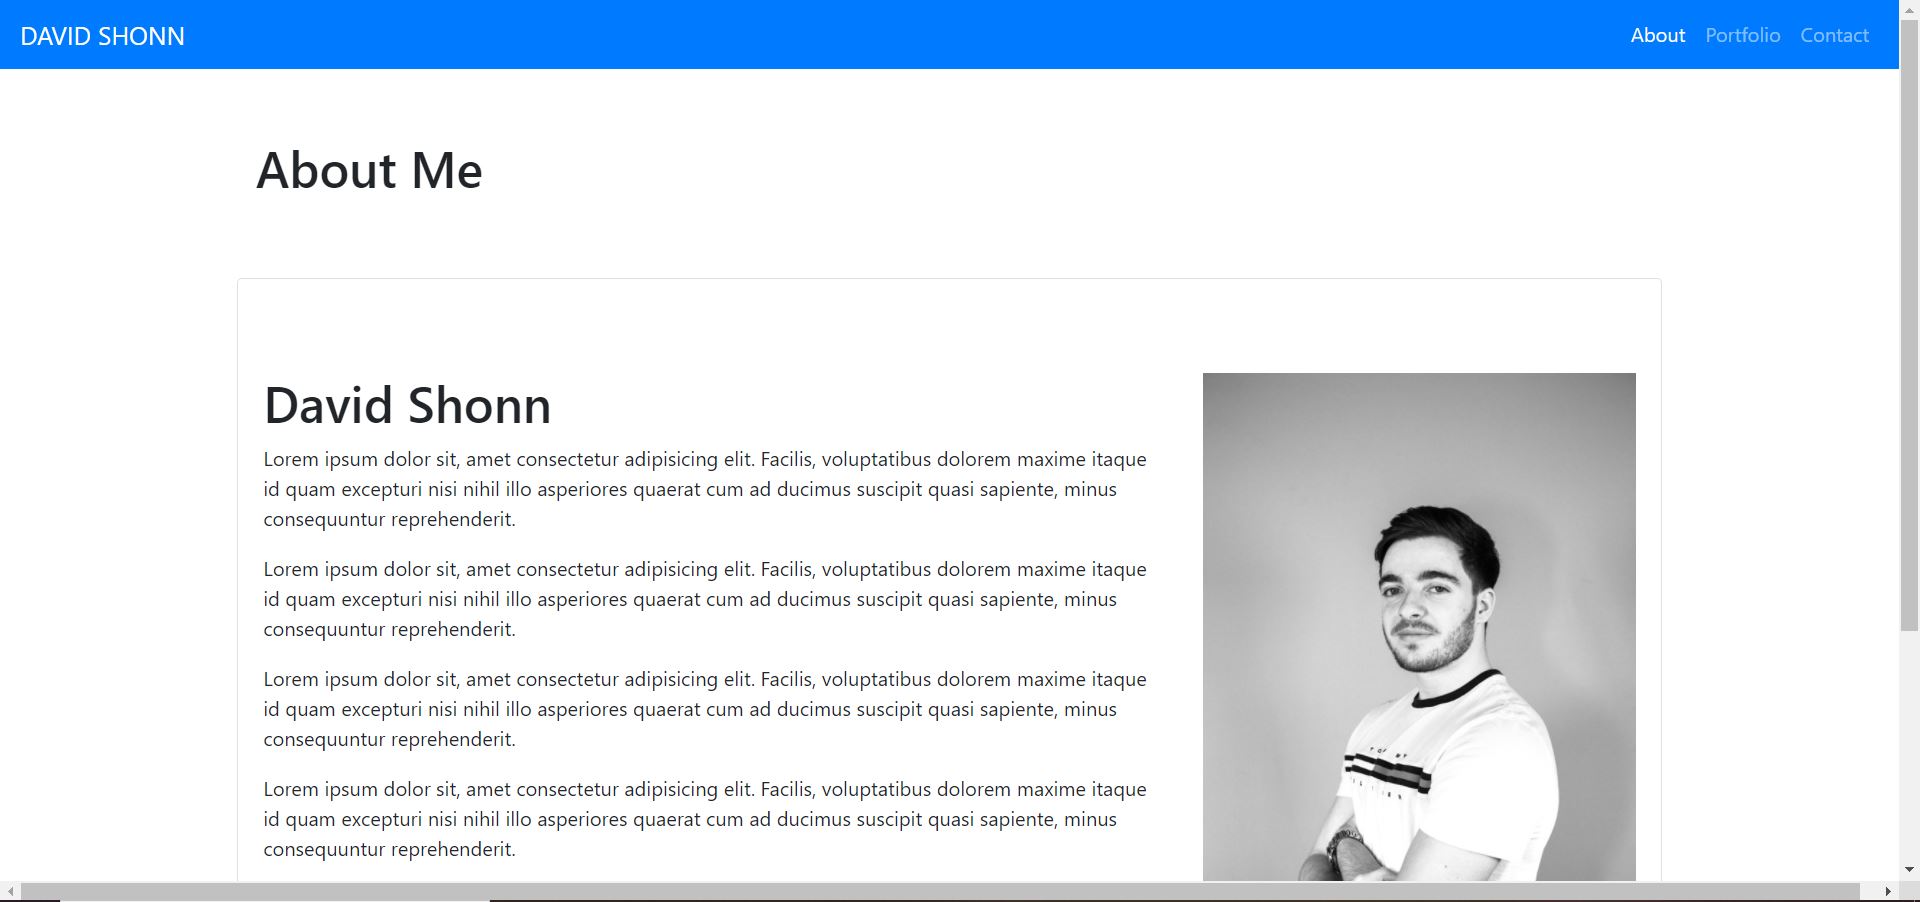 DAVID SHONN
About Portfolio Contact
About Me
David Shonn
Lorem ipsum dolor sit, amet consectetur adipisicing elit. Facilis, voluptatibus dolorem maxime itaque
id quam excepturi nisi nihil illo asperiores quaerat cum ad ducimus suscipit quasi sapiente, minus
consequuntur reprehenderit.
Lorem ipsum dolor sit, amet consectetur adipisicing elit. Facilis, voluptatibus dolorem maxime itaque
id quam excepturi nisi nihil illo asperiores quaerat cum ad ducimus suscipit quasi sapiente, minus
consequuntur reprehenderit.
Lorem ipsum dolor sit, amet consectetur adipisicing elit. Facilis, voluptatibus dolorem maxime itaque
id quam excepturi nisi nihil illo asperiores quaerat cum ad ducimus suscipit quasi sapiente, minus
consequuntur reprehenderit.
Lorem ipsum dolor sit, amet consectetur adipisicing elit. Facilis, voluptatibus dolorem maxime itaque
id quam excepturi nisi nihil illo asperiores quaerat cum ad ducimus suscipit quasi sapiente, minus
consequuntur reprehenderit.